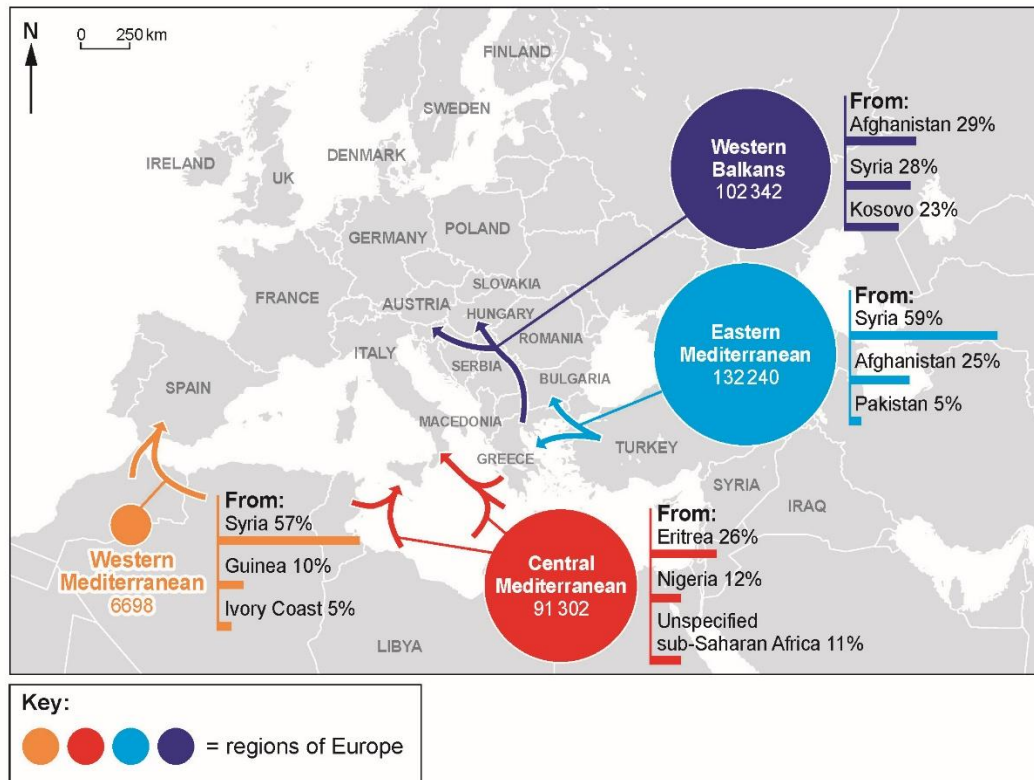 N
0 250 km
FINLAND
SWEDEN
IRELAND
DENMARK
UK
POLAND
GERMANY
SLOVAKIA
FRANCE
AUSTRIA
HUNGARY
ROMANIA
ITALY
SERBIA
SPAIN
BULGARIA
MACEDONIA
GREECE
TURKEY
SYRIA
IRAQ
LIBYA
Western
Balkans
102 342
From:
Afghanistan 29%
Syria 28%
Kosovo 23%
Eastern
Mediterranean
132 240
From:
Syria 59%
Afghanistan 25%
Pakistan 5%
Western
Mediterranean
6698
From:
Syria 57%
Guinea 10%
Ivory Coast 5%
Central
Mediterranean
91 302
From:
Eritrea 26%
Nigeria 12%
Unspecified
sub-Saharan Africa 11%
Key:
= regions of Europe